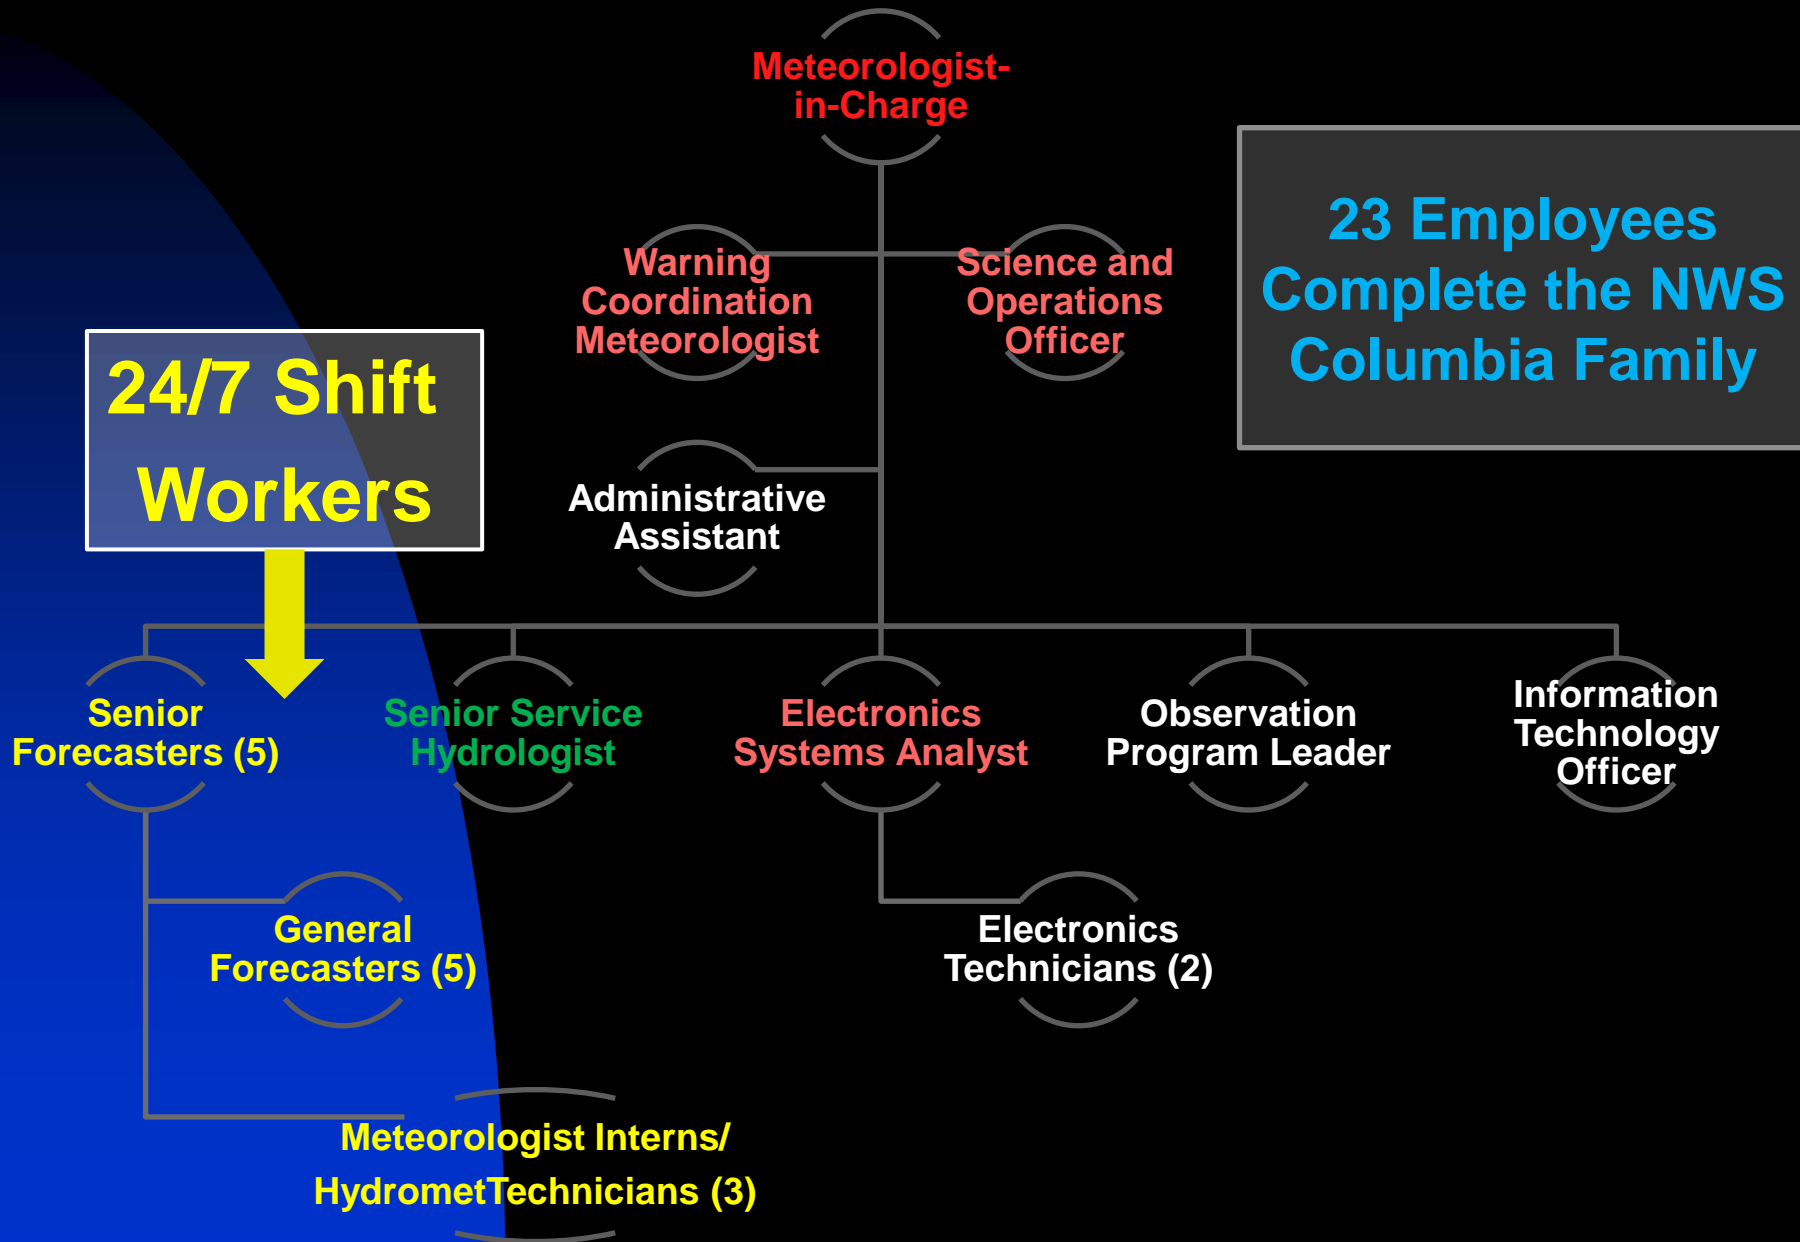 Meteorologist-
in-Charge
Warning
Coordination
Meteorologist
Science and
Operations
Officer
23 Employees
Complete the NWS
Columbia Family
24/7 Shift
Workers
Administrative
Assistant
Senior
Forecasters (5)
Senior Service
Hydrologist
Electronics
Systems Analyst
Observation
Program Leader
Information
Technology
Officer
General
Forecasters (5)
Electronics
Technicians (2)
Meteorologist Interns/
HydrometTechnicians (3)